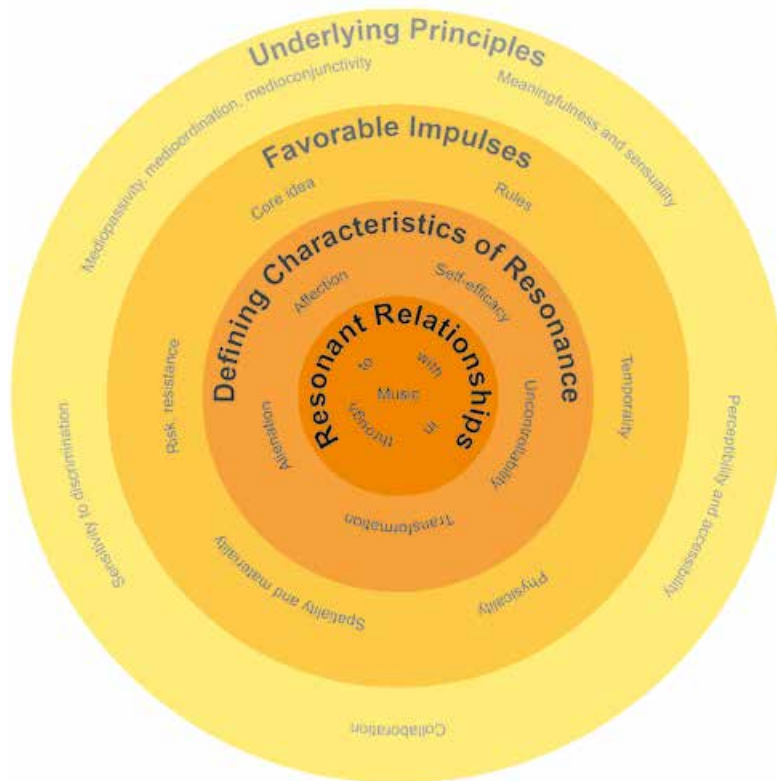 Underlying Principles
Mediopassivity, medioordination, medioconjunctivity
Meaningfulness and sensuality
Perceptibility and accessibility
Collaboration
Sensitivity to discrimination
Favorable Impulses
Core idea
Rules
Temporality
Physicality
Spatiality and materiality
Risk, resistance
Defining Characteristics of Resonance
Affection
Self-efficacy
Uncontrollability
Transformation
Alienation
Resonant Relationships
to
with
in
through
Music